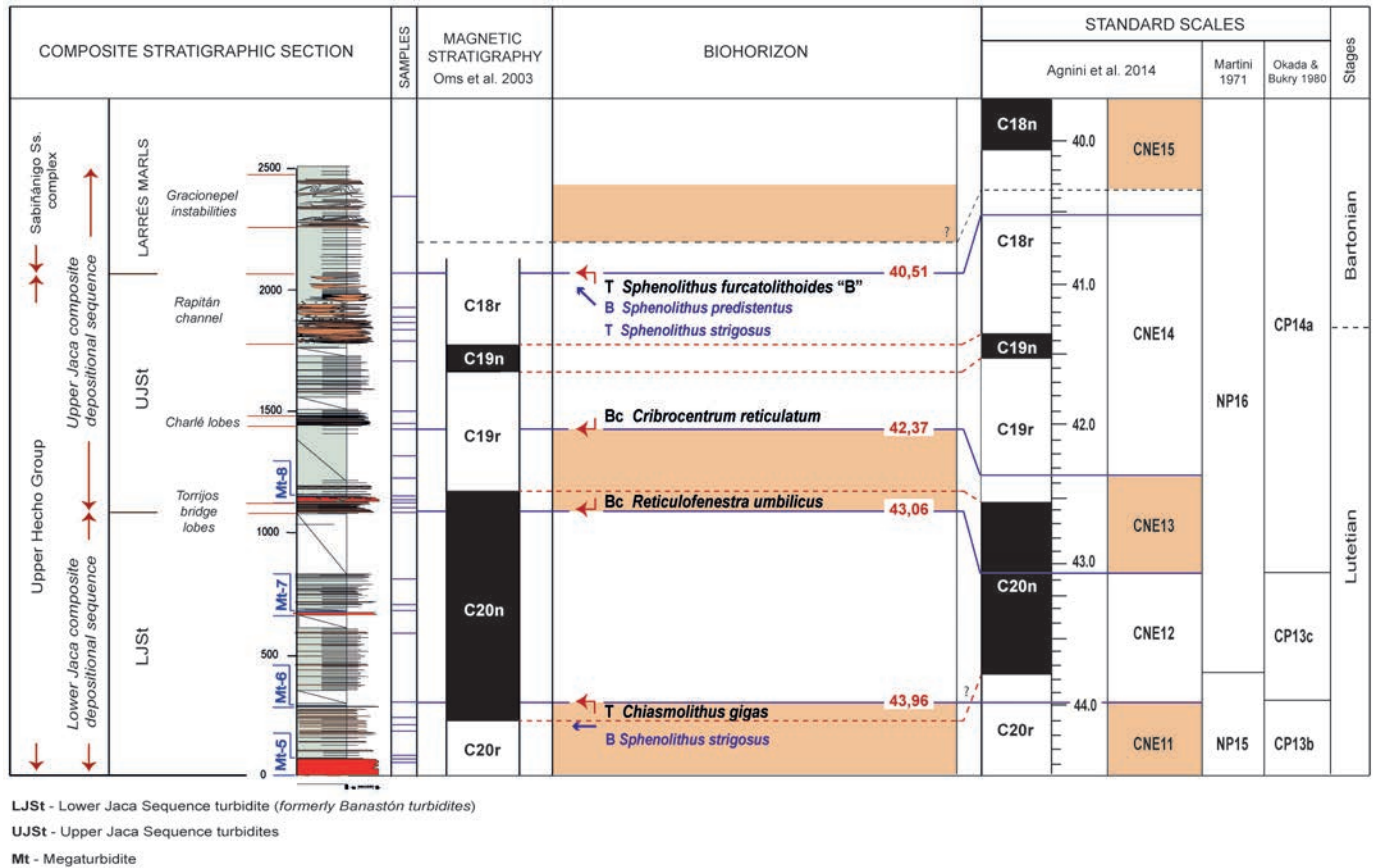 COMPOSITE STRATIGRAPHIC SECTION
SAMPLES
MAGNETIC
STRATIGRAPHY
Oms et al. 2003
BIOHORIZON
STANDARD SCALES
Agnini et al. 2014
Martini
1971
Okada &
Bukry 1980
Stages
Sabiñánigo Ss.
complex
Upper Hecho Group
Upper Jaca composite
depositional sequence
Lower Jaca composite
depositional sequence
LARRÉS MARLS
UJSt
LJSt
Gracionepel
instabilities
Rapitán
channel
Charlé lobes
Torrijos
bridge
lobes
Mt-8
Mt-7
Mt-6
Mt-5
2500
2000
1500
1000
500
0
C18r
C19n
C19r
C20n
C20r
?
40,51
T Sphenolithus furcatolithoides “B”
B Sphenolithus predistentus
T Sphenolithus strigosus
Bc Cribrocentrum reticulatum
42,37
Bc Reticulofenestra umbilicus
43,06
43,96
T Chiasmolithus gigas
B Sphenolithus strigosus
?
C18n
C18r
C19n
C19r
C20n
C20r
40.0
41.0
42.0
43.0
44.0
CNE15
CNE14
CNE13
CNE12
CNE11
NP16
NP15
CP14a
CP13c
CP13b
Bartonian
Lutetian
LJSt - Lower Jaca Sequence turbidite (formerly Banastón turbidites)
UJSt - Upper Jaca Sequence turbidites
Mt - Megaturbidite